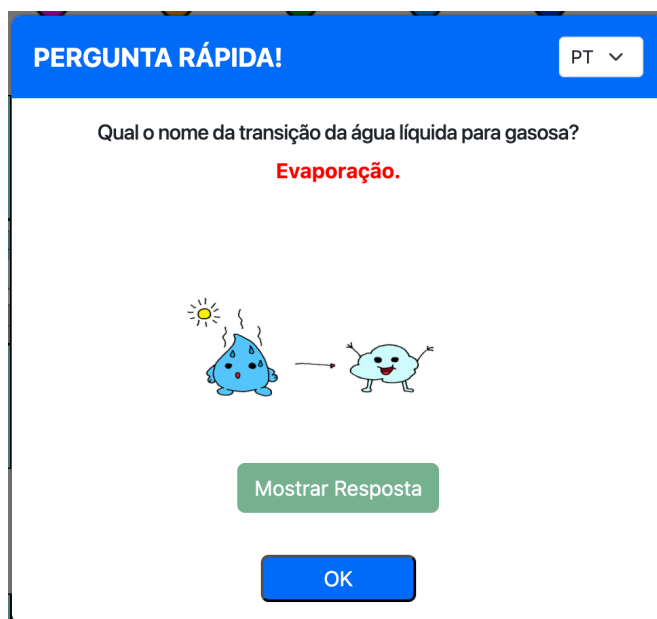 PERGUNTA RÁPIDA!
PT
Qual o nome da transição da água líquida para gasosa?
Evaporação.
Mostrar Resposta
OK